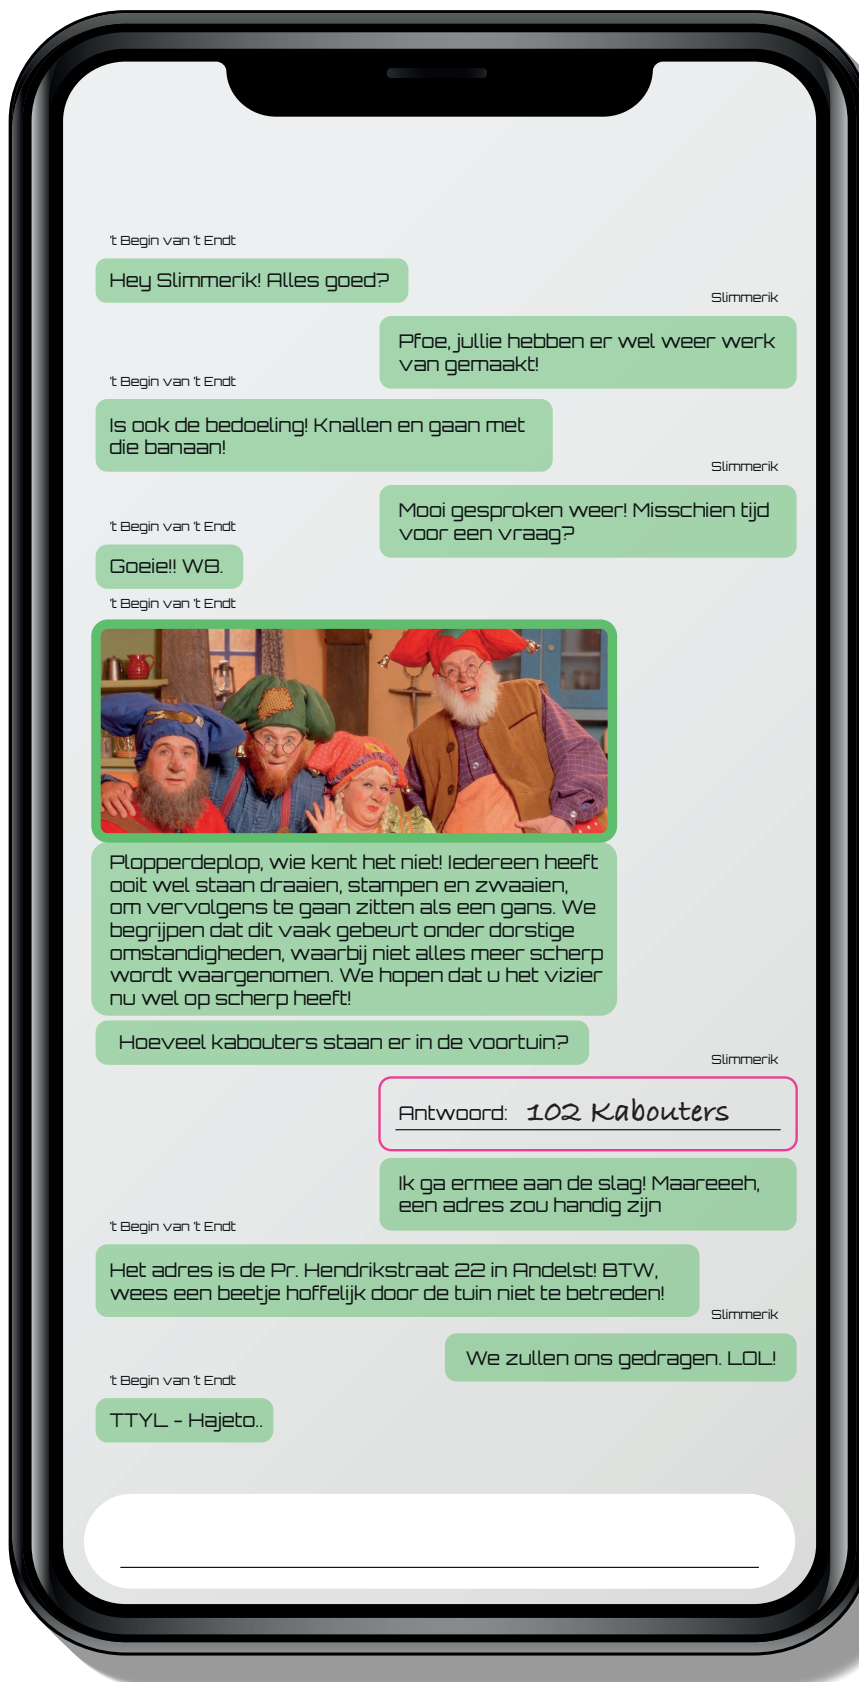 't Begin van 't Endt
Hey Slimmerik! Alles goed?
Slimmerik
Pfoe, jullie hebben er wel weer werk
van gemaakt!
't Begin van 't Endt
Is ook de bedoeling! Knallen en gaan met
die banaan!
Slimmerik
Mooi gesproken weer! Misschien tijd
voor een vraag?
't Begin van 't Endt
Goeie!! W8.
't Begin van 't Endt
Plopperdeplop, wie kent het niet! Iedereen heeft
ooit wel staan draaien, stampen en zwaaien,
om vervolgens te gaan zitten als een gans. We
begrijpen dat dit vaak gebeurt onder dorstige
omstandigheden, waarbij niet alles meer scherp
wordt waargenomen. We hopen dat u het vizier
nu wel op scherp heeft!
Hoeveel kabouters staan er in de voortuin?
Slimmerik
Antwoord: 102 Kabouters
Ik ga ermee aan de slag! Maareeeh,
een adres zou handig zijn
't Begin van 't Endt
Het adres is de Pr. Hendrikstraat 22 in Andelst! BTW,
wees een beetje hoffelijk door de tuin niet te betreden!
Slimmerik
We zullen ons gedragen. LOL!
't Begin van 't Endt
TTYL - Hajeto..